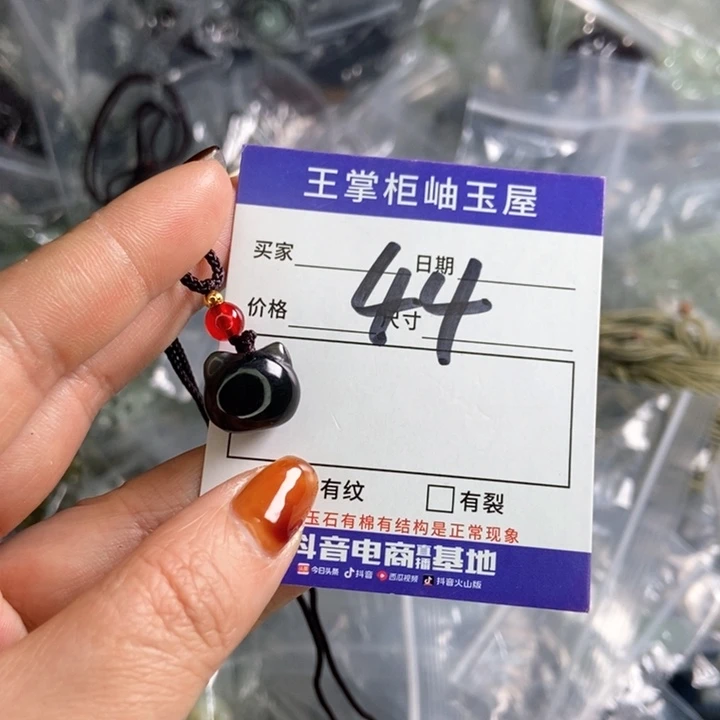 王掌柜岫玉屋
买家 日期
44
价格 尺寸
有纹 有裂
玉石有棉有结构是正常现象
抖音电商直播基地
今日头条 抖音 西瓜视频 抖音火山版